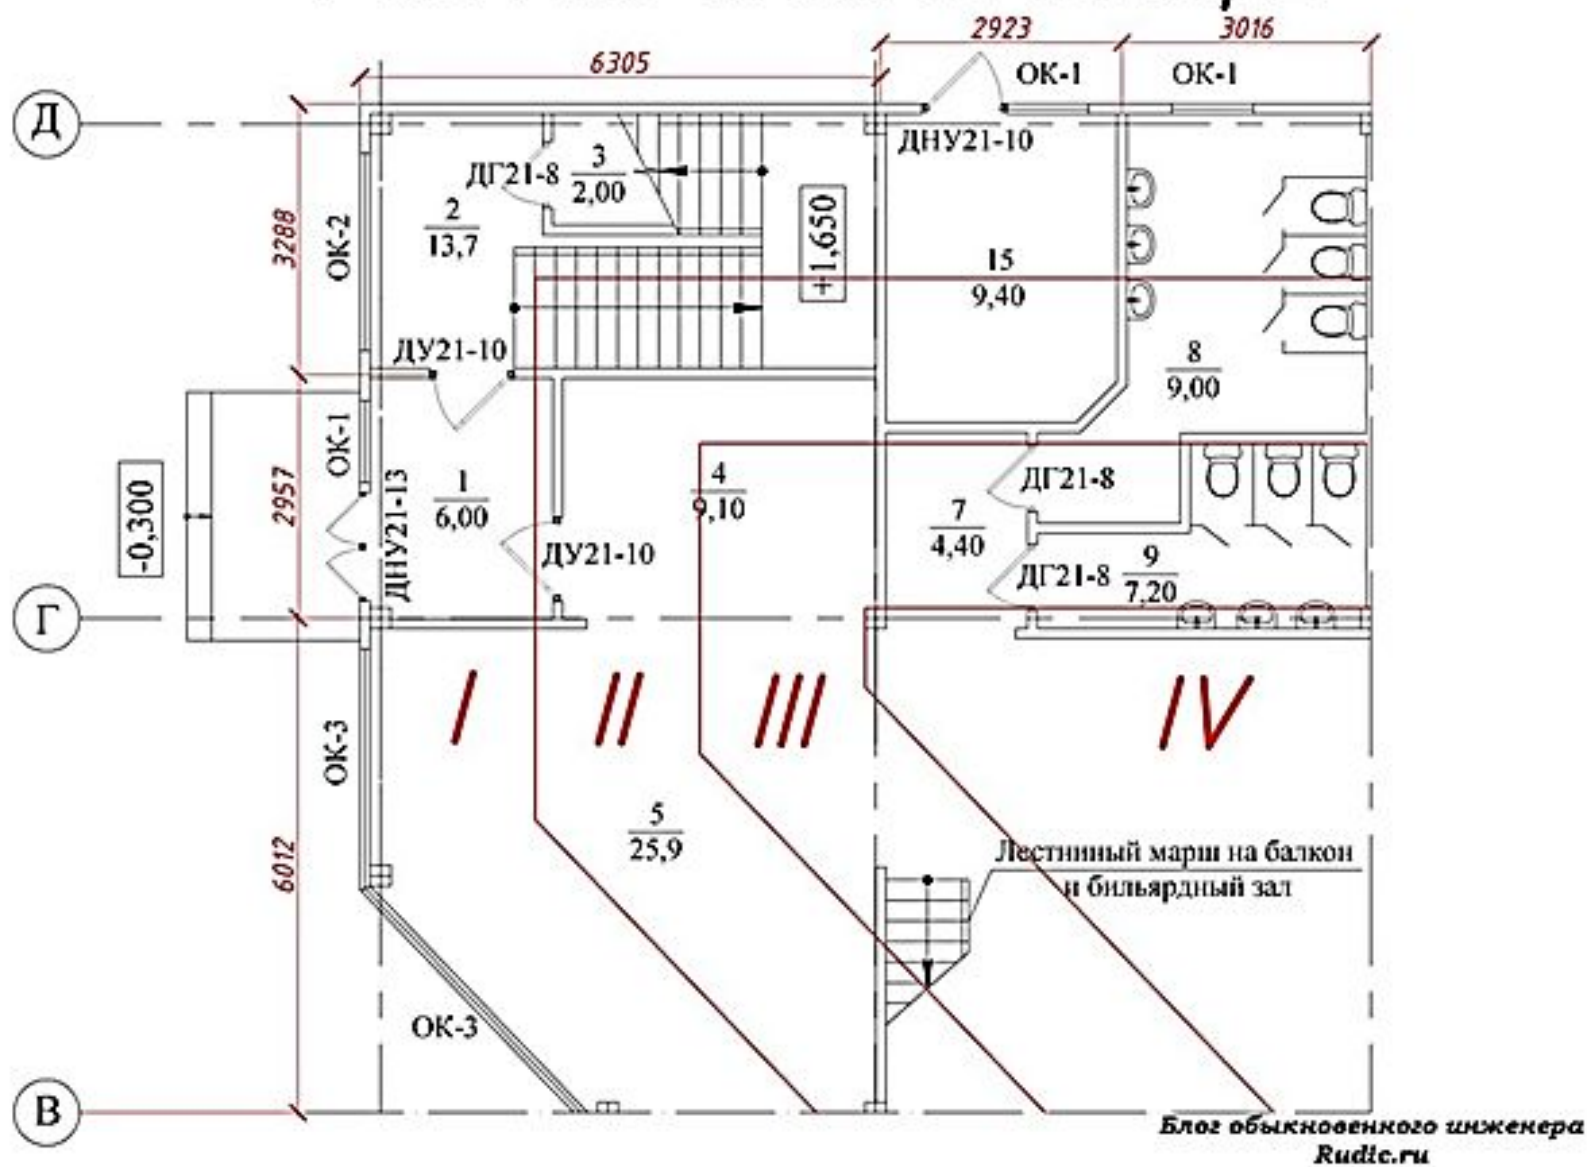 2923
3016
6305
ОК-1
ОК-1
Д
ДНУ21-10
3
2,00
ДГ21-8
2
13,7
3288
ОК-2
+1,650
15
9,40
ДУ21-10
8
9,00
ОК-1
2957
-0,300
ДНУ21-13
1
6,00
4
9,10
ДГ21-8
7
4,40
ДУ21-10
9
7,20
ДГ21-8
Г
I
II
III
IV
ОК-3
5
25,9
6012
Лестниный марш на балкон
и бильярдный зал
ОК-3
В
Блог обыкновенного инженера
Rudic.ru